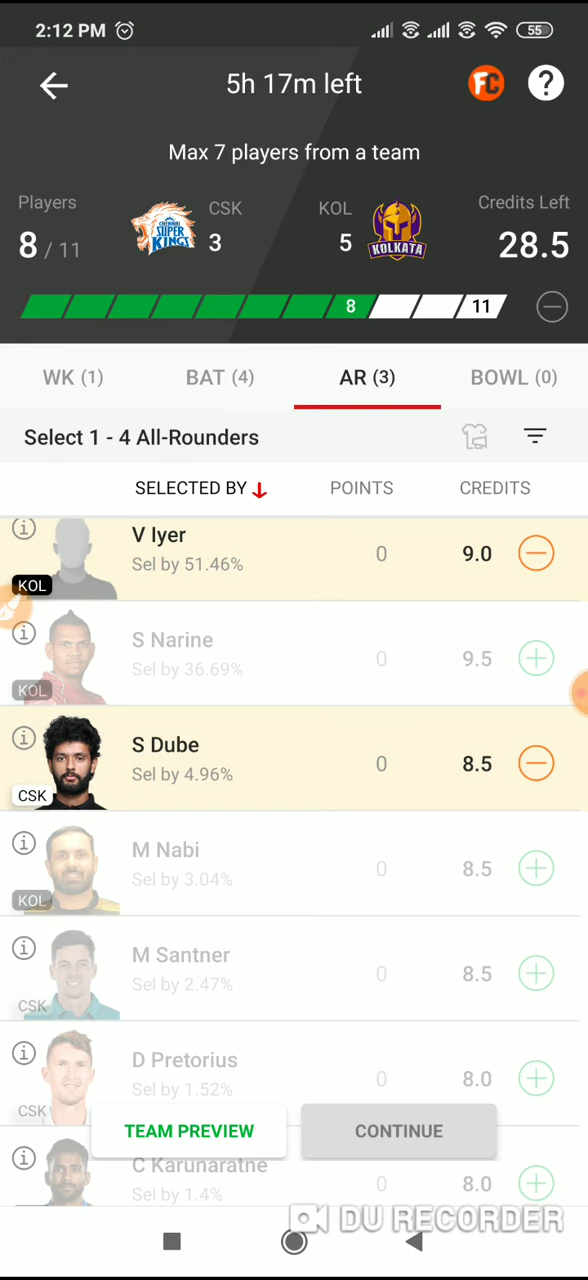 2:12 PM 55
5h 17m left FC ?
Max 7 players from a team
Players CSK KOL Credits Left
8 / 11 CHENNAI SUPER KINGS 3 5 KOLKATA 28.5
8 11
WK (1) BAT (4) AR (3) BOWL (0)
Select 1 - 4 All-Rounders
SELECTED BY POINTS CREDITS
V Iyer
Sel by 51.46% 0 9.0
KOL
S Narine
Sel by 36.69% 0 9.5
KOL
S Dube
Sel by 4.96% 0 8.5
CSK
M Nabi
Sel by 3.04% 0 8.5
KOL
M Santner
Sel by 2.47% 0 8.5
CSK
D Pretorius
Sel by 1.52% 0 8.0
CSK
TEAM PREVIEW CONTINUE
C Karunaratne
Sel by 1.4% 0 8.0
DU RECORDER